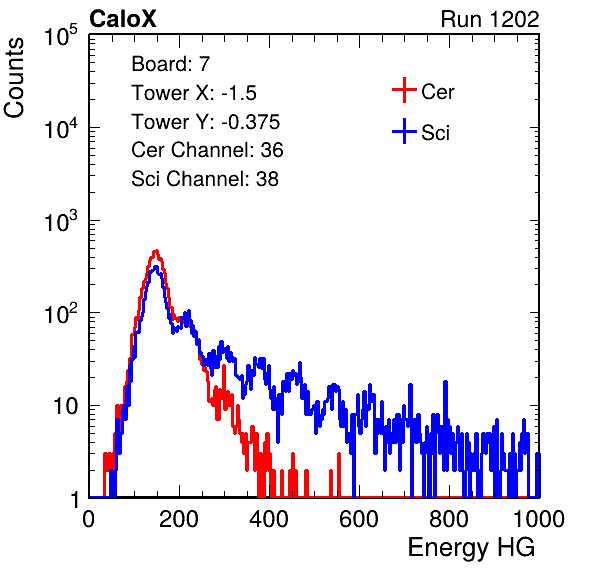 CaloX Run 1202
Counts
Board: 7
Tower X: -1.5
Tower Y: -0.375
Cer Channel: 36
Sci Channel: 38
Cer
Sci
10^5
10^4
10^3
10^2
10
1
0 200 400 600 800 1000
Energy HG